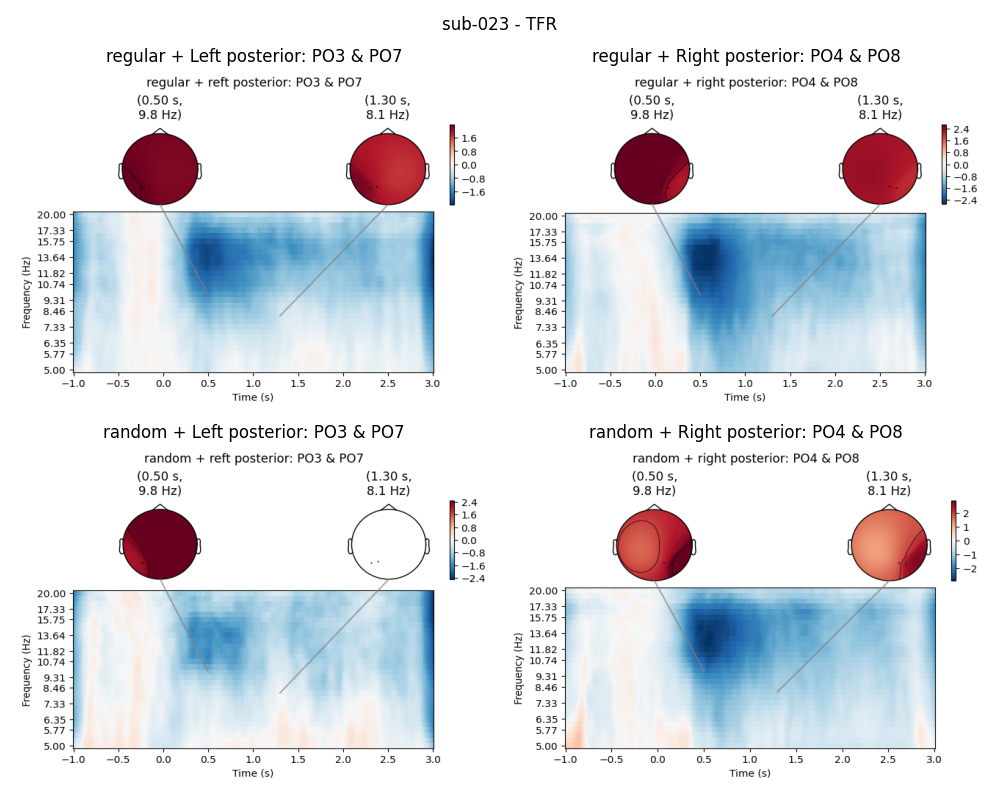 sub-023 - TFR
regular + Left posterior: PO3 & PO7
regular + reft posterior: PO3 & PO7
(0.50 s,
9.8 Hz)
(1.30 s,
8.1 Hz)
1.6
0.8
0.0
−0.8
−1.6
Frequency (Hz)
20.00
17.33
15.75
13.64
11.82
10.74
9.31
8.46
7.33
6.35
5.77
5.00
−1.0 −0.5 0.0 0.5 1.0 1.5 2.0 2.5 3.0
Time (s)
regular + Right posterior: PO4 & PO8
regular + right posterior: PO4 & PO8
(0.50 s,
9.8 Hz)
(1.30 s,
8.1 Hz)
2.4
1.6
0.8
0.0
−0.8
−1.6
−2.4
Frequency (Hz)
20.00
17.33
15.75
13.64
11.82
10.74
9.31
8.46
7.33
6.35
5.77
5.00
−1.0 −0.5 0.0 0.5 1.0 1.5 2.0 2.5 3.0
Time (s)
random + Left posterior: PO3 & PO7
random + reft posterior: PO3 & PO7
(0.50 s,
9.8 Hz)
(1.30 s,
8.1 Hz)
2.4
1.6
0.8
0.0
−0.8
−1.6
−2.4
Frequency (Hz)
20.00
17.33
15.75
13.64
11.82
10.74
9.31
8.46
7.33
6.35
5.77
5.00
−1.0 −0.5 0.0 0.5 1.0 1.5 2.0 2.5 3.0
Time (s)
random + Right posterior: PO4 & PO8
random + right posterior: PO4 & PO8
(0.50 s,
9.8 Hz)
(1.30 s,
8.1 Hz)
2
1
0
−1
−2
Frequency (Hz)
20.00
17.33
15.75
13.64
11.82
10.74
9.31
8.46
7.33
6.35
5.77
5.00
−1.0 −0.5 0.0 0.5 1.0 1.5 2.0 2.5 3.0
Time (s)